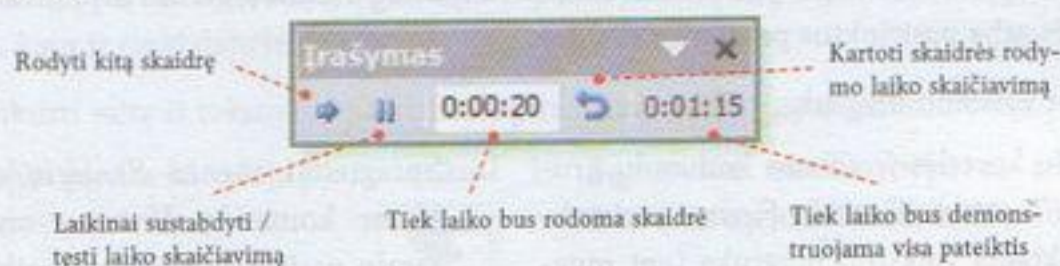 Rodyti kitą skaidrę
Įrašymas
Kartoti skaidrės rody-
mo laiko skaičiavimą
0:00:20
0:01:15
Laikinai sustabdyti /
tęsti laiko skaičiavimą
Tiek laiko bus rodoma skaidrė
Tiek laiko bus demons-
truojama visa pateiktis